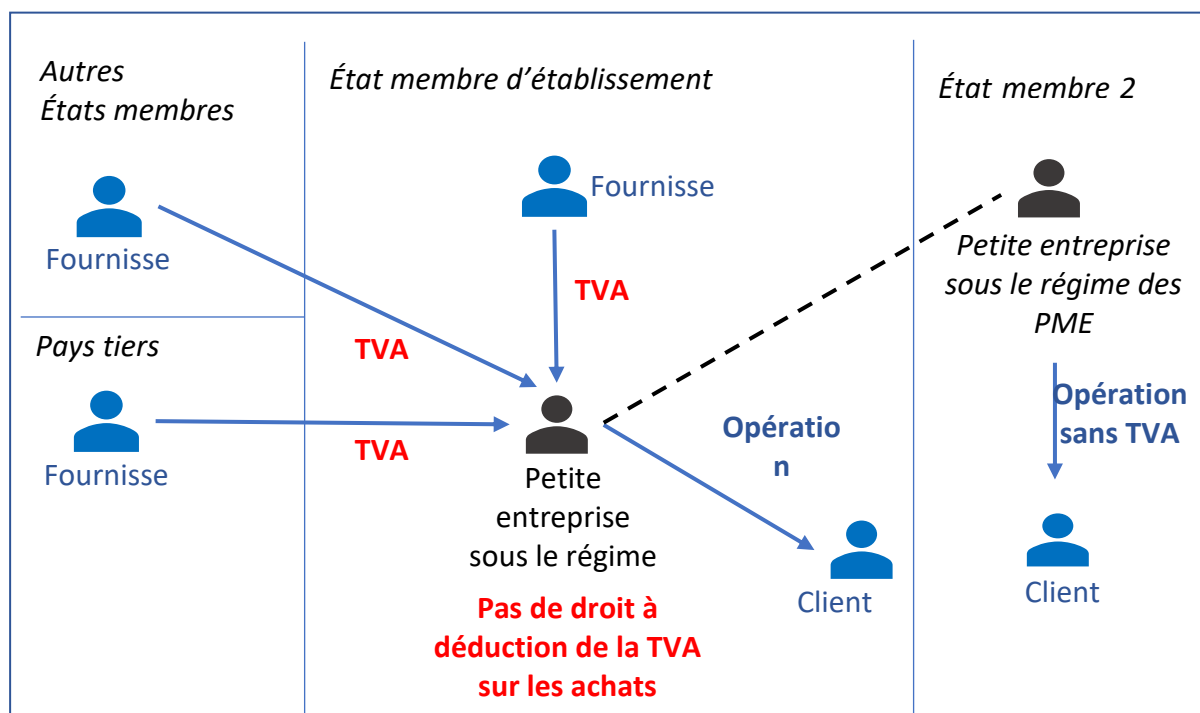 Autres
États membres
Fournisse
Pays tiers
Fournisse
État membre d’établissement
Fournisse
TVA
TVA
TVA
Petite
entreprise
sous le régime
Pas de droit à
déduction de la TVA
sur les achats
Opératio
n
Client
État membre 2
Petite entreprise
sous le régime des
PME
Opération
sans TVA
Client